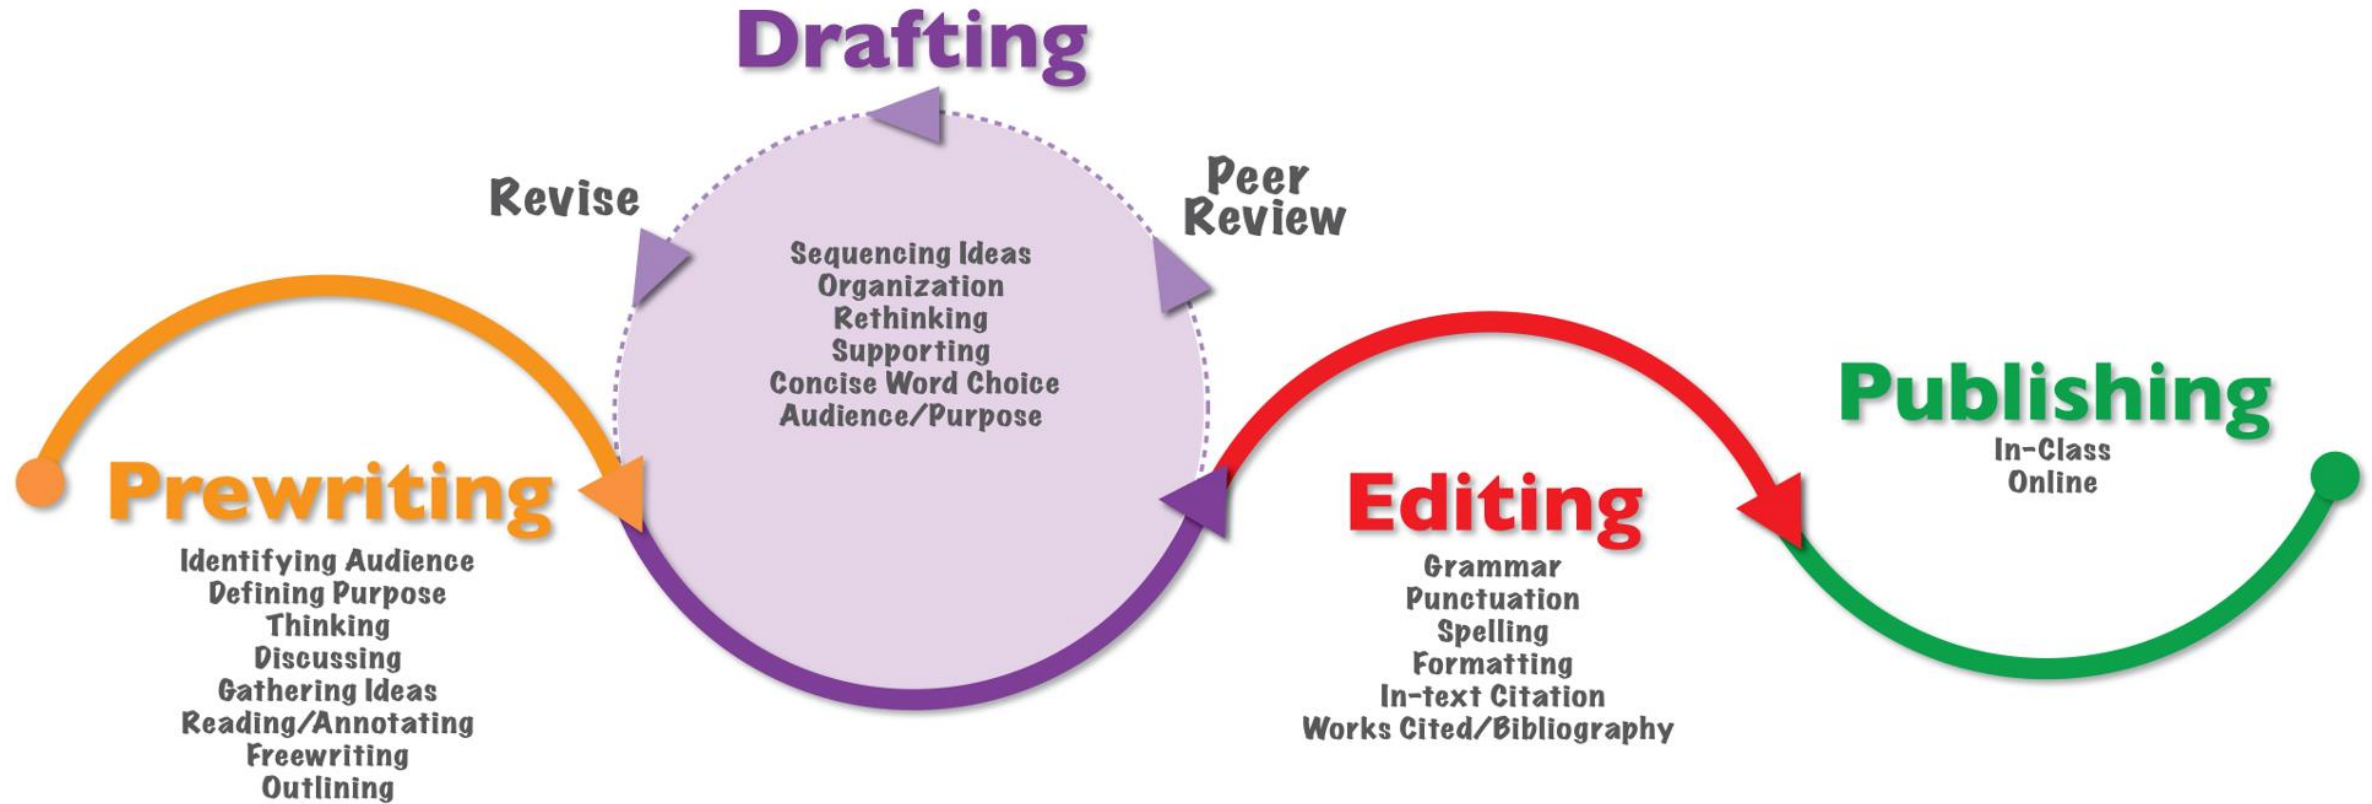 Drafting
Revise
Peer
Review
Sequencing Ideas
Organization
Rethinking
Supporting
Concise Word Choice
Audience/Purpose
Prewriting
Identifying Audience
Defining Purpose
Thinking
Discussing
Gathering Ideas
Reading/Annotating
Freewriting
Outlining
Editing
Grammar
Punctuation
Spelling
Formatting
In-text Citation
Works Cited/Bibliography
Publishing
In-Class
Online